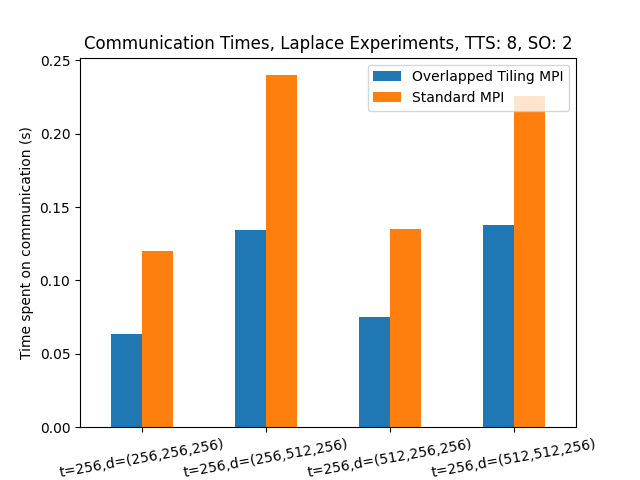 Communication Times, Laplace Experiments, TTS: 8, SO: 2
Overlapped Tiling MPI
Standard MPI
Time spent on communication (s)
0.25
0.20
0.15
0.10
0.05
0.00
t=256,d=(256,256,256)
t=256,d=(256,512,256)
t=256,d=(512,256,256)
t=256,d=(512,512,256)